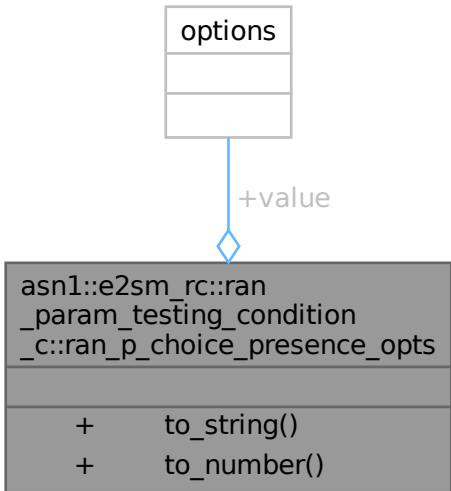 options
+value
asn1::e2sm_rc::ran
_param_testing_condition
_c::ran_p_choice_presence_opts
+ to_string()
+ to_number()